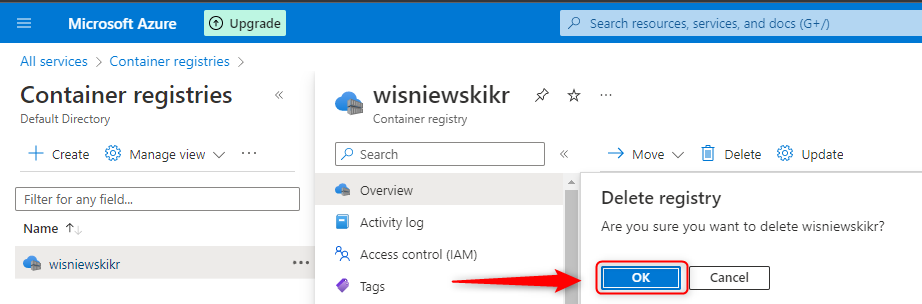 Microsoft Azure
Upgrade
Search resources, services, and docs (G+/)
All services > Container registries >
Container registries
Default Directory
Create
Manage view
Filter for any field...
Name
wisniewskikr
wisniewskikr
Container registry
Search
Move
Delete
Update
Overview
Activity log
Access control (IAM)
Tags
Delete registry
Are you sure you want to delete wisniewskikr?
OK
Cancel